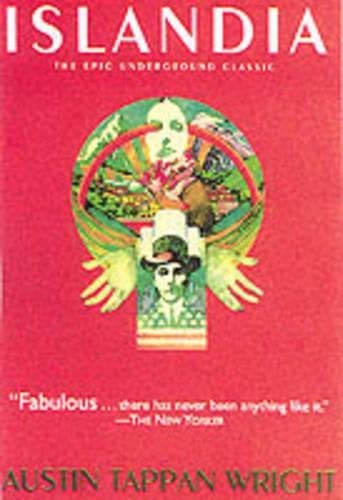 ISLANDIA
THE EPIC UNDERGROUND CLASSIC
"Fabulous ... there has never been anything like it."
—THE NEW YORKER
AUSTIN TAPPAN WRIGHT